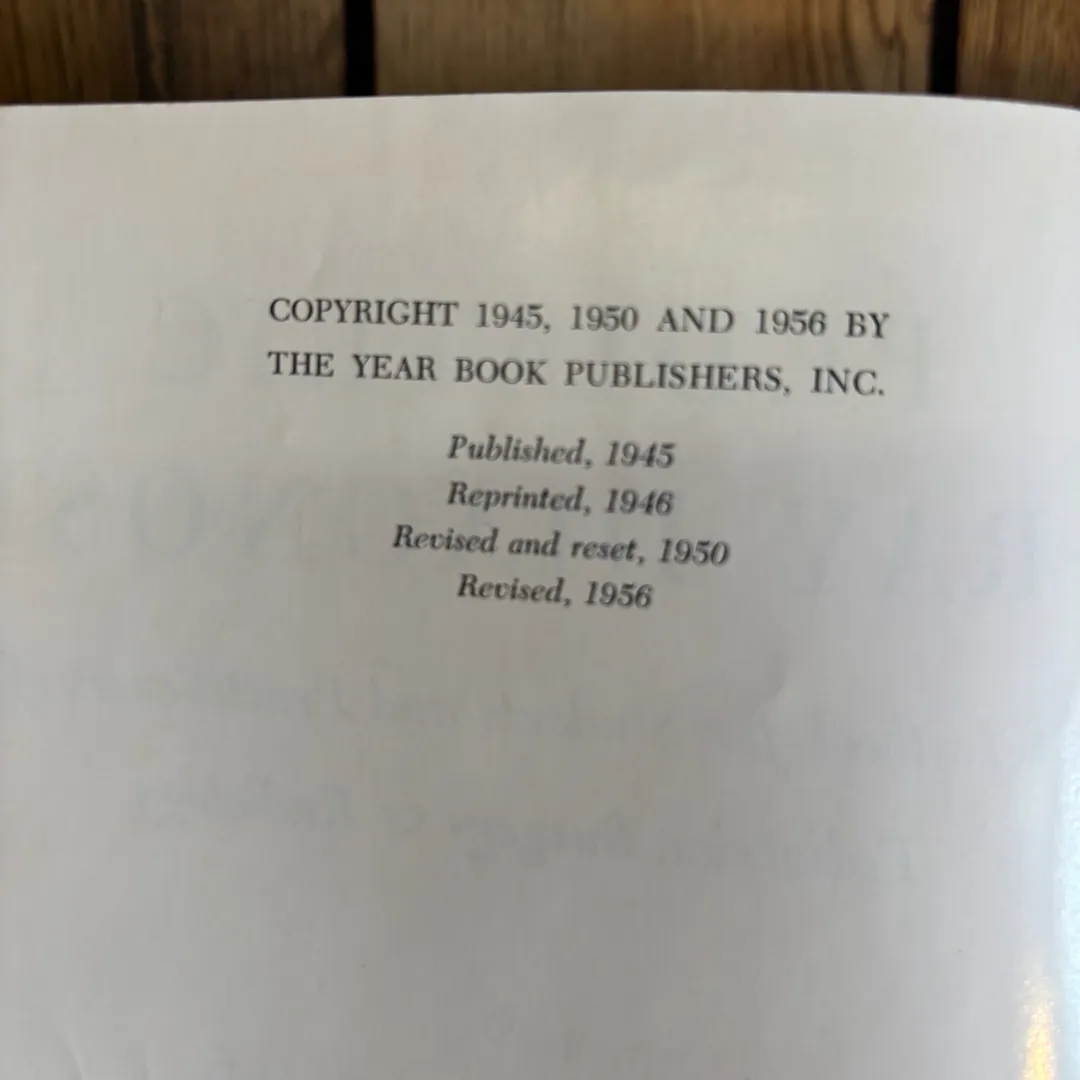 COPYRIGHT 1945, 1950 AND 1956 BY
THE YEAR BOOK PUBLISHERS, INC.
Published, 1945
Reprinted, 1946
Revised and reset, 1950
Revised, 1956